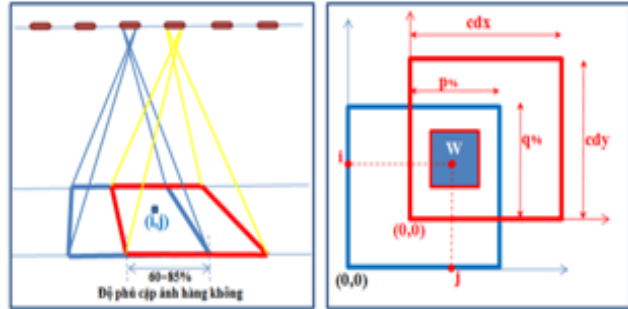 (i,j)
60÷85%
Độ phủ cặp ảnh hàng không
cdx
p%
W
q%
cdy
i
(0,0)
(0,0)
j